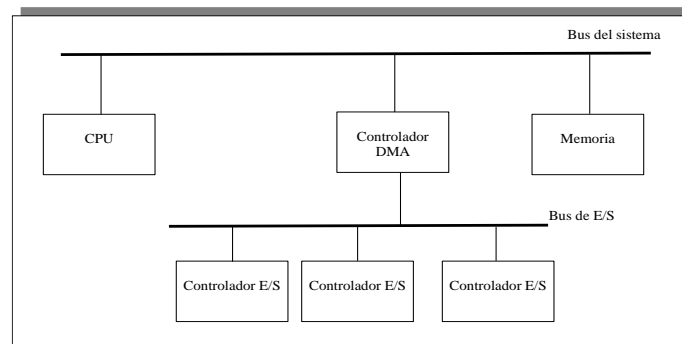 Bus del sistema
CPU
Controlador
DMA
Memoria
Bus de E/S
Controlador E/S
Controlador E/S
Controlador E/S